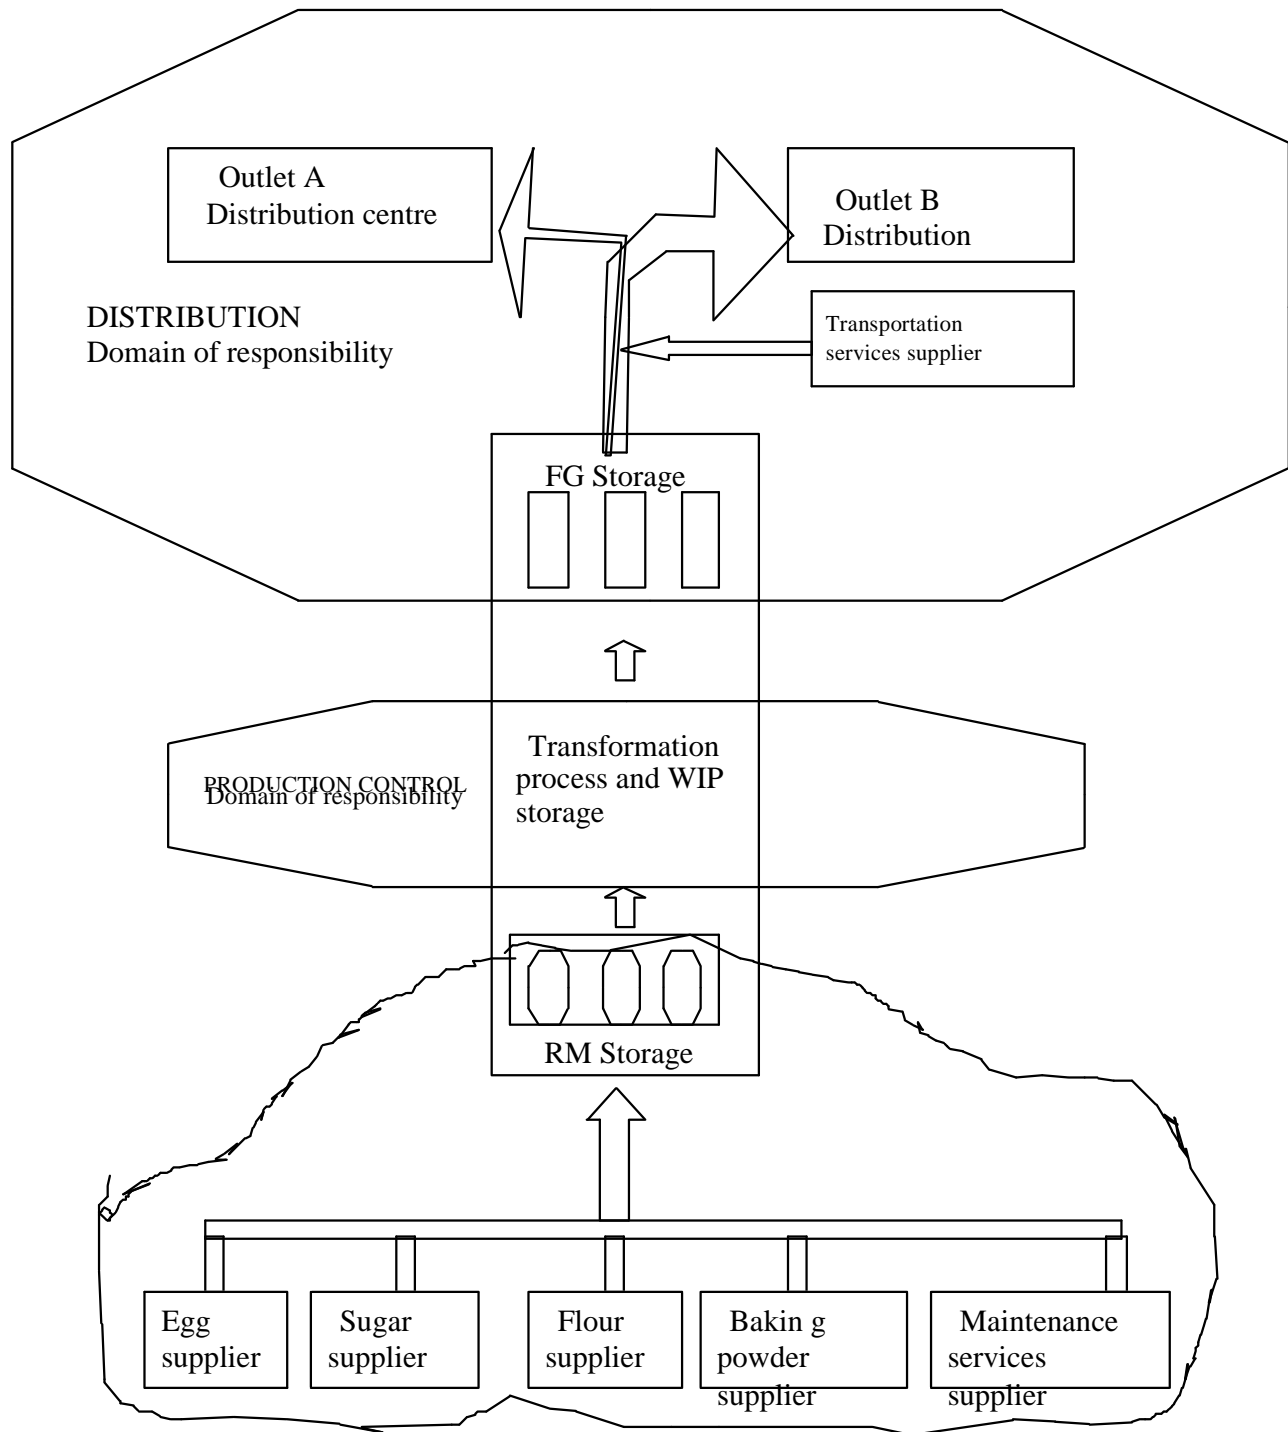 Outlet A
Distribution centre
Outlet B
Distribution
DISTRIBUTION
Domain of responsibility
Transportation
services supplier
FG Storage
Transformation
process and WIP
storage
PRODUCTION CONTROL
Domain of responsibility
RM Storage
Egg
supplier
Sugar
supplier
Flour
supplier
Bakin g
powder
supplier
Maintenance
services
supplier